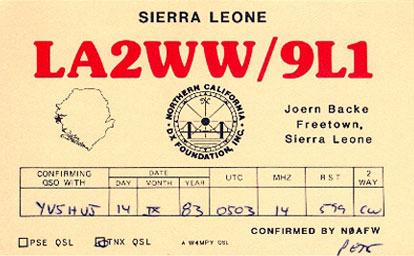 SIERRA LEONE
LA2WW/9L1
NORTHERN CALIFORNIA
DX FOUNDATION, INC.
Joern Backe
Freetown,
Sierra Leone
CONFIRMING QSO WITH DATE DAY MONTH YEAR UTC MHZ RST 2 WAY
YV5HUJ 14 IX 83 0503 14 599 CW
CONFIRMED BY NØAFW
PSE QSL TNX QSL A W4MPY QSL
Pete